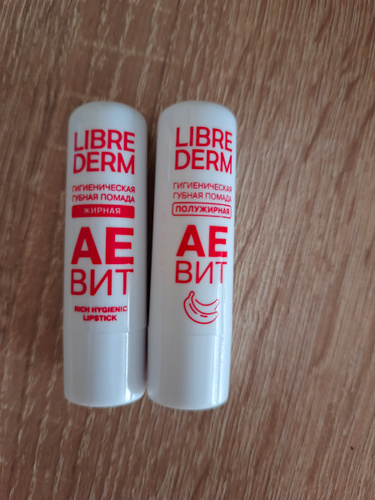 LIBRE
DERM
ГИГИЕНИЧЕСКАЯ
ГУБНАЯ ПОМАДА
ЖИРНАЯ
АЕ
ВИТ
RICH HYGIENIC
LIPSTICK
LIBRE
DERM
ГИГИЕНИЧЕСКАЯ
ГУБНАЯ ПОМАДА
ПОЛУЖИРНАЯ
АЕ
ВИТ